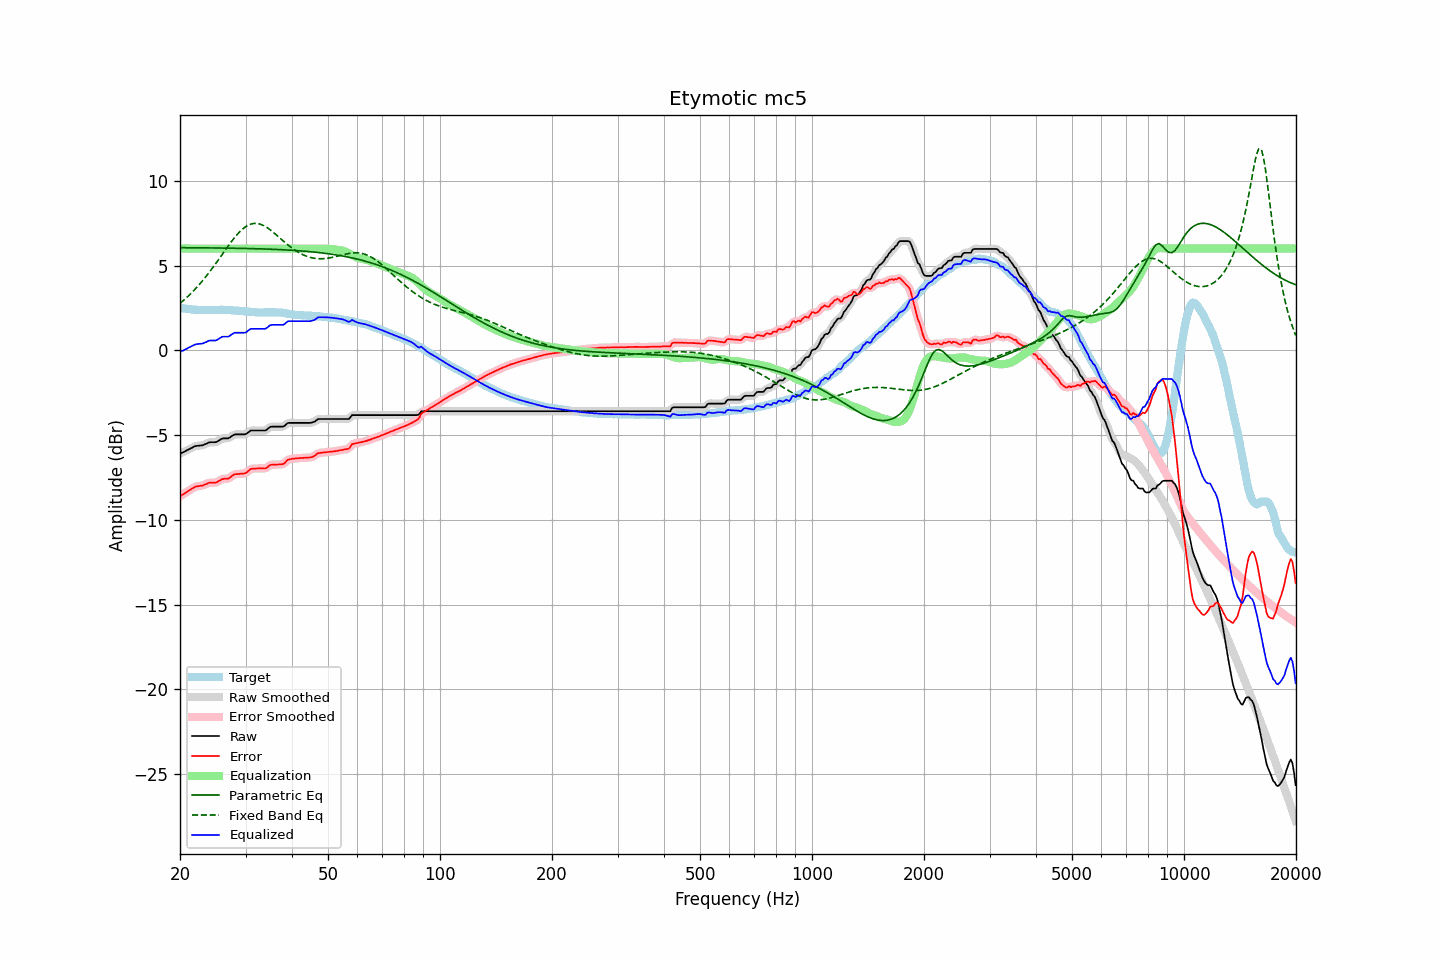 Etymotic mc5
10
5
0
−5
−10
−15
−20
−25
Amplitude (dBr)
Target
Raw Smoothed
Error Smoothed
Raw
Error
Equalization
Parametric Eq
Fixed Band Eq
Equalized
20 50 100 200 500 1000 2000 5000 10000 20000
Frequency (Hz)